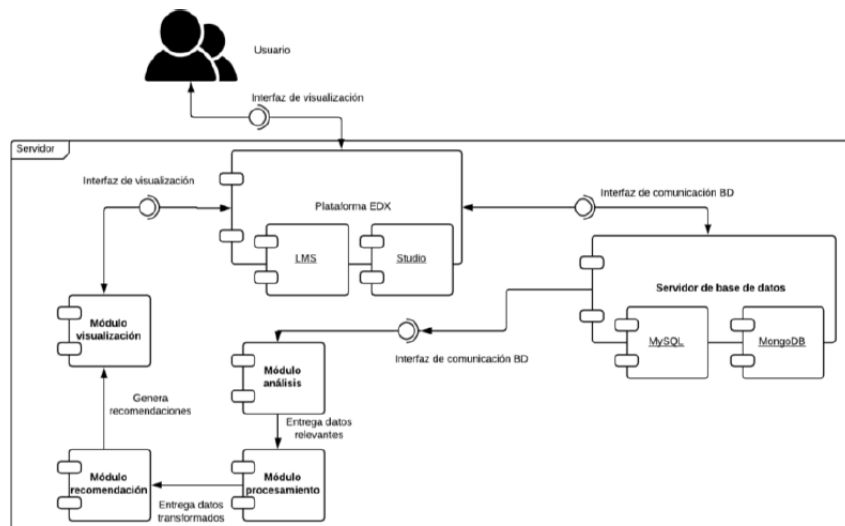 Usuario
Interfaz de visualización
Servidor
Interfaz de visualización
Plataforma EDX
LMS
Studio
Interfaz de comunicación BD
Servidor de base de datos
MySQL
MongoDB
Interfaz de comunicación BD
Módulo
visualización
Módulo
análisis
Genera
recomendaciones
Entrega datos
relevantes
Módulo
recomendación
Entrega datos
transformados
Módulo
procesamiento